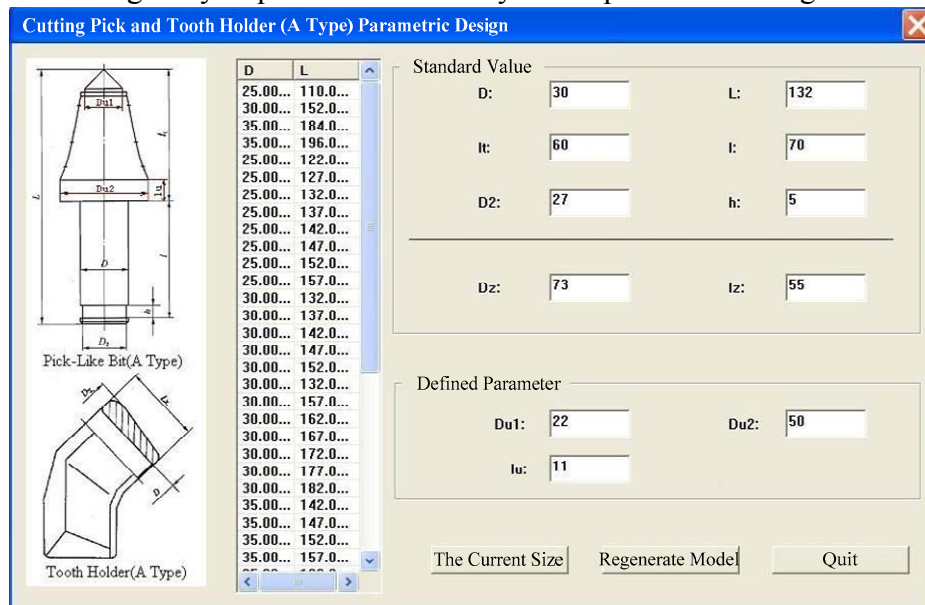 Cutting Pick and Tooth Holder (A Type) Parametric Design
Du1
L
Du2
lu
l
D
h
D₂
Pick-Like Bit(A Type)
D
Tooth Holder(A Type)
D L
25.00... 110.0...
30.00... 152.0...
35.00... 184.0...
35.00... 196.0...
25.00... 122.0...
25.00... 127.0...
25.00... 132.0...
25.00... 137.0...
25.00... 142.0...
25.00... 147.0...
25.00... 152.0...
25.00... 157.0...
30.00... 132.0...
30.00... 137.0...
30.00... 142.0...
30.00... 147.0...
30.00... 152.0...
30.00... 132.0...
30.00... 157.0...
30.00... 162.0...
30.00... 167.0...
30.00... 172.0...
30.00... 177.0...
30.00... 182.0...
35.00... 142.0...
35.00... 147.0...
35.00... 152.0...
35.00... 157.0...
Standard Value
D: 30 L: 132
lt: 60 l: 70
D2: 27 h: 5
Dz: 73 lz: 55
Defined Parameter
Du1: 22 Du2: 50
lu: 11
The Current Size Regenerate Model Quit